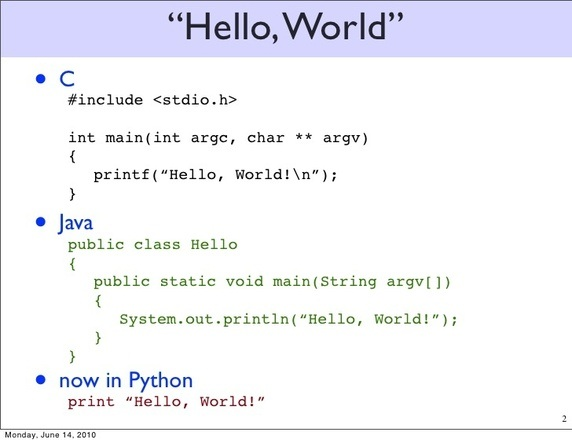 “Hello, World”
• C
#include <stdio.h>
int main(int argc, char ** argv)
{
printf(“Hello, World!\n”);
}
• Java
public class Hello
{
public static void main(String argv[])
{
System.out.println(“Hello, World!”);
}
}
• now in Python
print “Hello, World!”
2
Monday, June 14, 2010